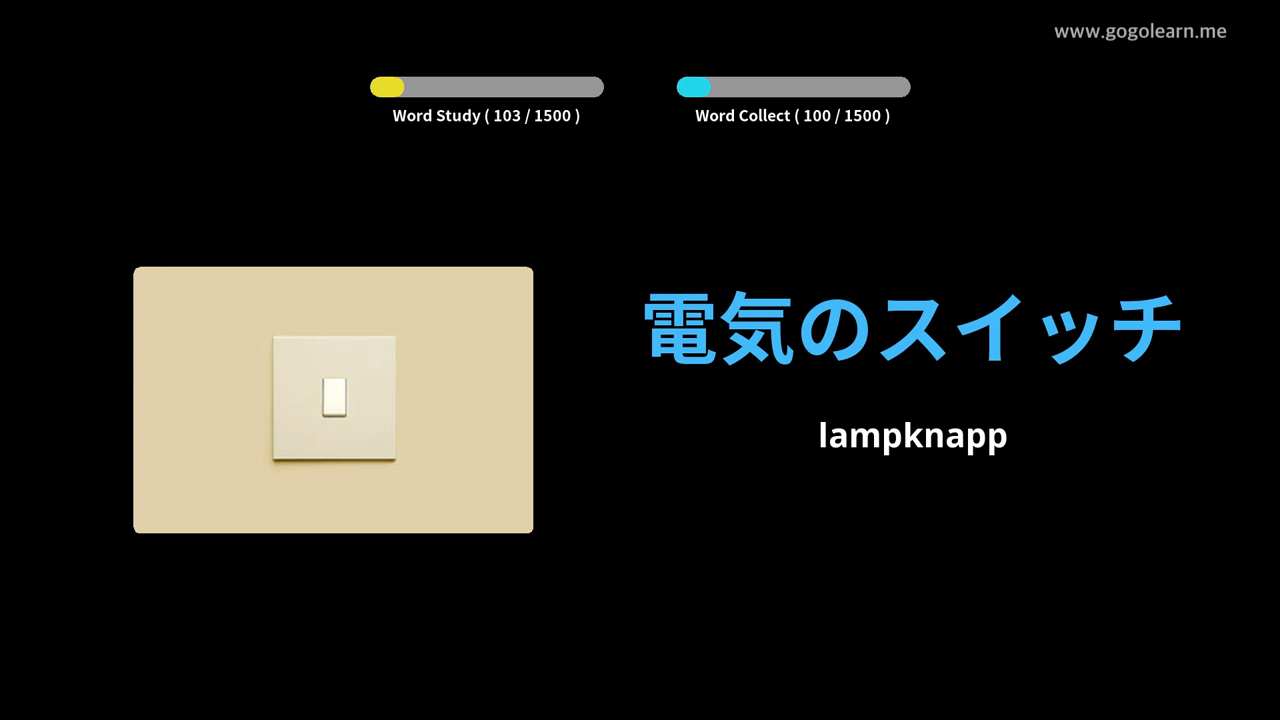 www.gogolearn.me
Word Study ( 103 / 1500 )
Word Collect ( 100 / 1500 )
電気のスイッチ
lampknapp